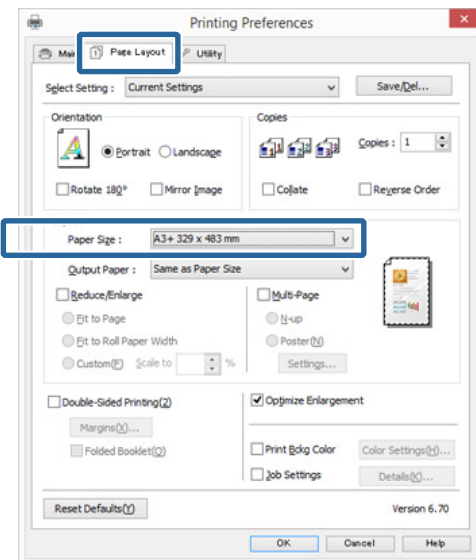 Printing Preferences
Main Page Layout Utility
Select Setting : Current Settings Save/Del...
Orientation Copies
Portrait Landscape Copies : 1
Rotate 180° Mirror Image Collate Reverse Order
Paper Size : A3+ 329 x 483 mm
Output Paper : Same as Paper Size
Reduce/Enlarge Multi-Page
Fit to Page N-up
Fit to Roll Paper Width Poster(N)
Custom(F) Scale to % Settings...
Double-Sided Printing(2) Optimize Enlargement
Margins(X)...
Folded Booklet(Q) Print Bckg Color Color Settings(H)...
Job Settings Details(K)...
Reset Defaults(Y) Version 6.70
OK Cancel Help